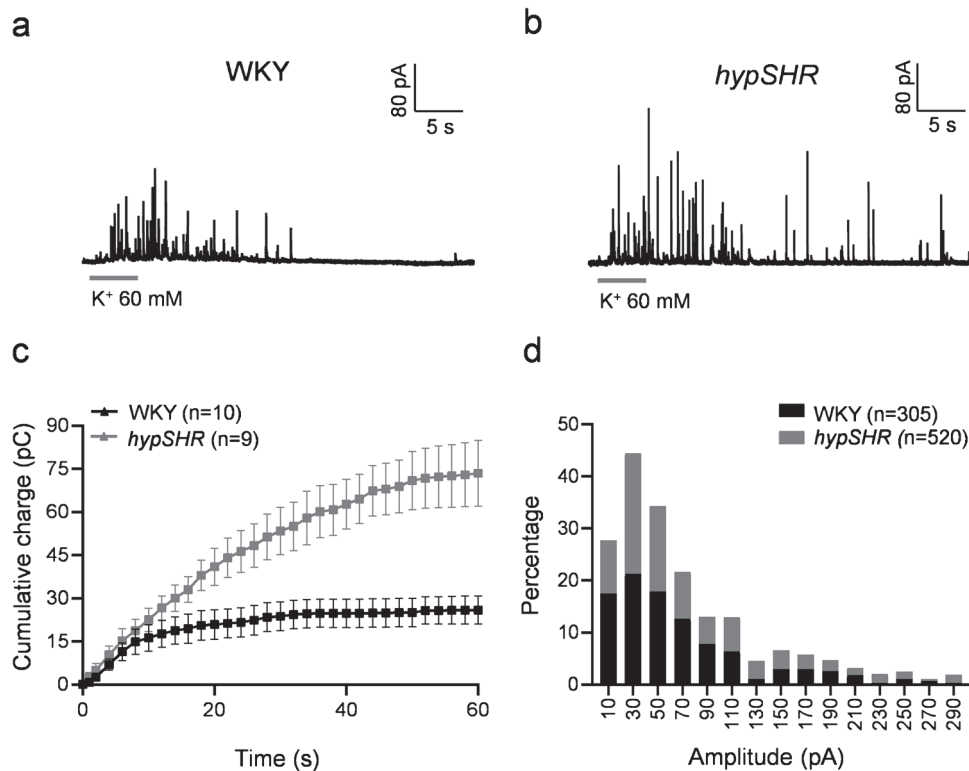 a
WKY
80 pA
5 s
K⁺ 60 mM
b
hypSHR
80 pA
5 s
K⁺ 60 mM
c
WKY (n=10)
hypSHR (n=9)
Cumulative charge (pC)
90
75
60
45
30
15
0
0 20 40 60
Time (s)
d
WKY (n=305)
hypSHR (n=520)
Percentage
50
40
30
20
10
0
10 30 50 70 90 110 130 150 170 190 210 230 250 270 290
Amplitude (pA)